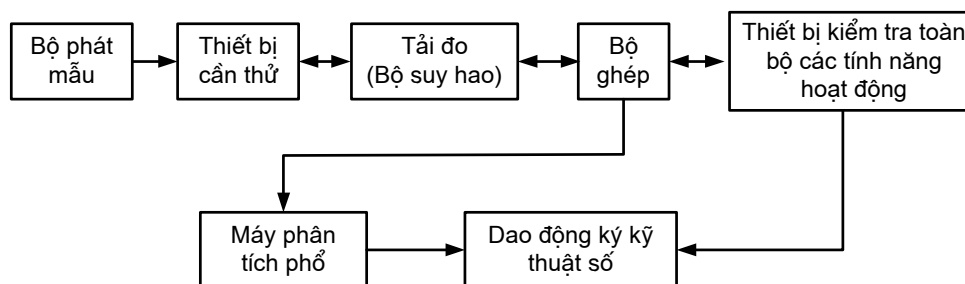 Bộ phát
mẫu
Thiết bị
cần thử
Tải đo
(Bộ suy hao)
Bộ
ghép
Thiết bị kiểm tra toàn
bộ các tính năng
hoạt động
Máy phân
tích phổ
Dao động ký kỹ
thuật số